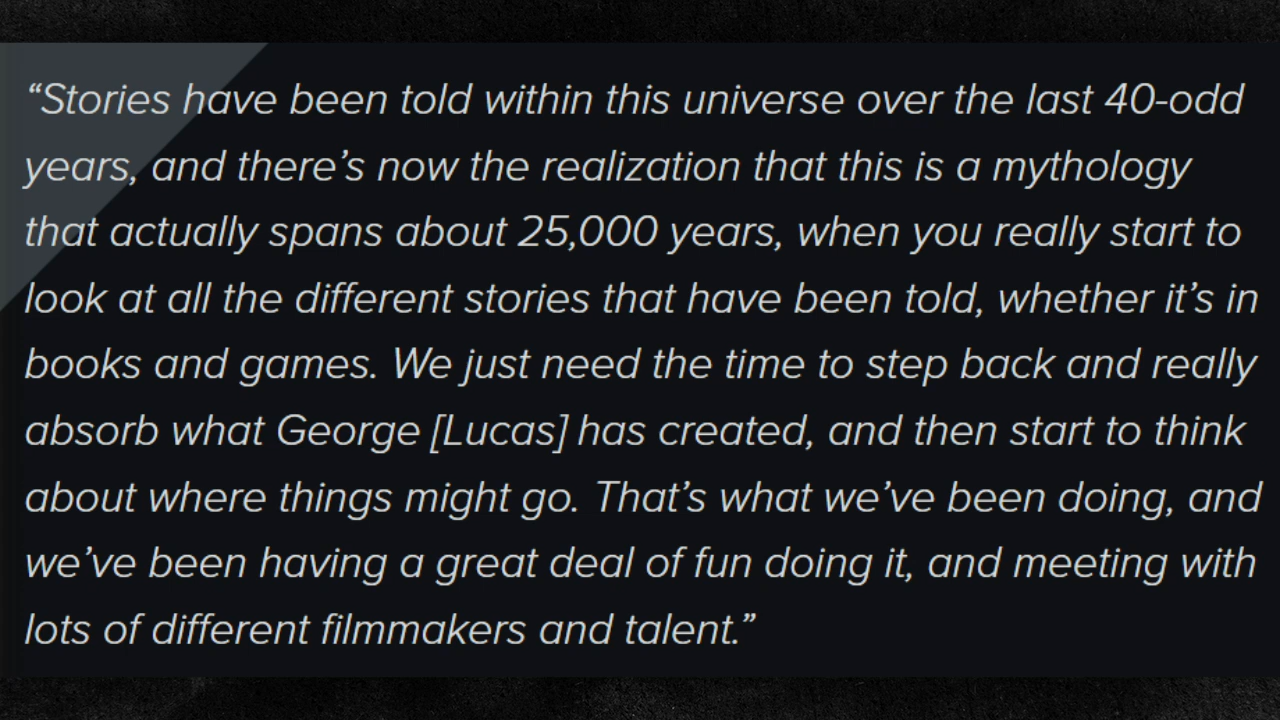 “Stories have been told within this universe over the last 40-odd
years, and there’s now the realization that this is a mythology
that actually spans about 25,000 years, when you really start to
look at all the different stories that have been told, whether it’s in
books and games. We just need the time to step back and really
absorb what George [Lucas] has created, and then start to think
about where things might go. That’s what we’ve been doing, and
we’ve been having a great deal of fun doing it, and meeting with
lots of different filmmakers and talent.”